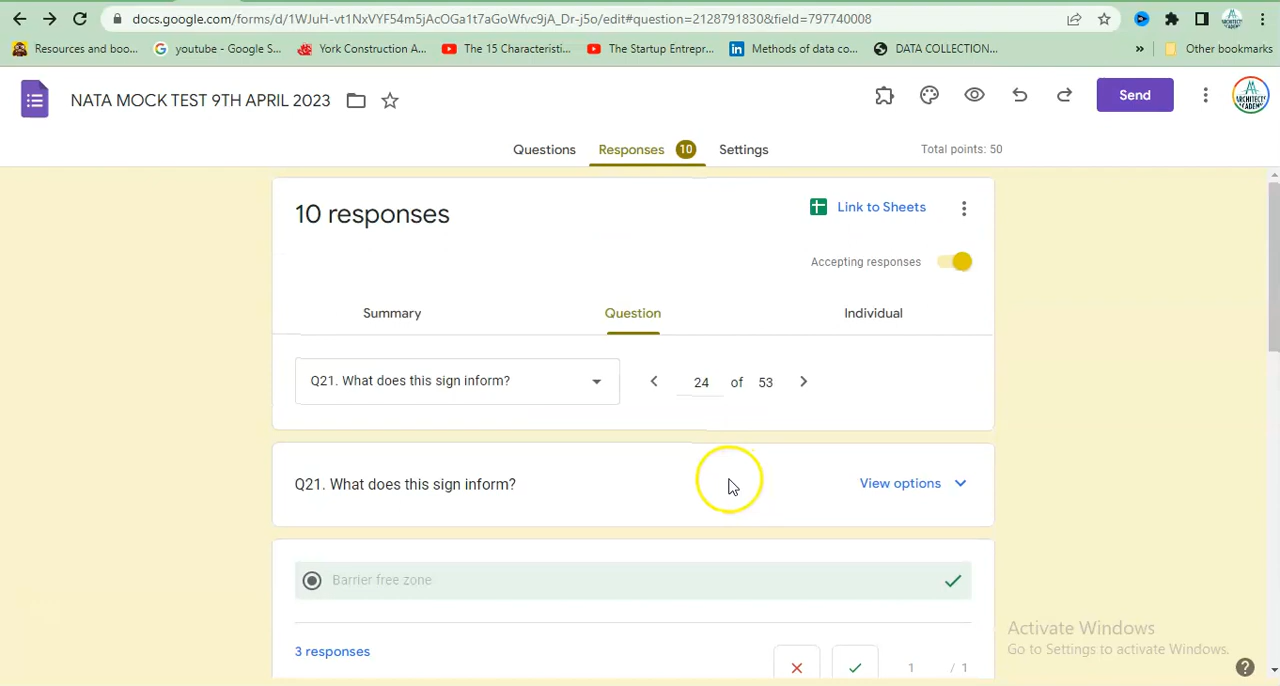 docs.google.com/forms/d/1WJuH-vt1NxVYF54m5jAcOGa1t7aGoWfvc9jA_Dr-j5o/edit#question=2128791830&field=797740008
Resources and boo... youtube - Google S... York Construction A... The 15 Characteristi... The Startup Entrepr... Methods of data co... DATA COLLECTION... » Other bookmarks
NATA MOCK TEST 9TH APRIL 2023 Send
Questions Responses 10 Settings Total points: 50
10 responses Link to Sheets
Accepting responses
Summary Question Individual
Q21. What does this sign inform? 24 of 53
Q21. What does this sign inform? View options
Barrier free zone
3 responses 1 / 1
Activate Windows
Go to Settings to activate Windows.